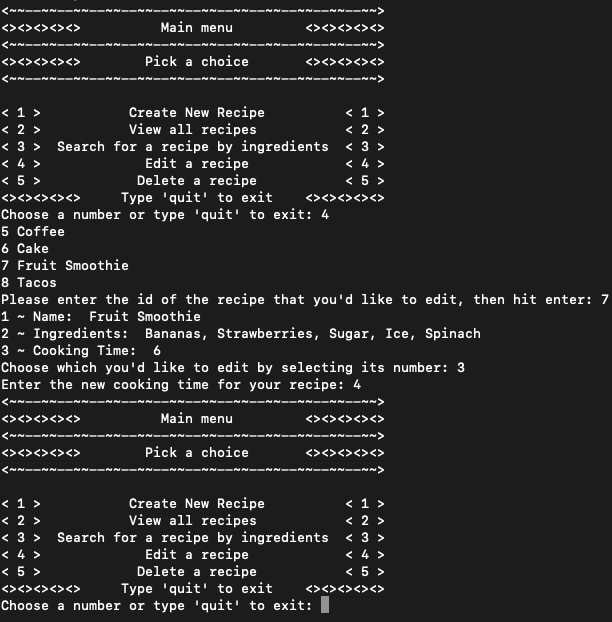 <~~——~~——~~——~~——~~——~~——~~——~~——~~——~~——~~——~~>
<><><><><>          Main menu         <><><><><>
<~~——~~——~~——~~——~~——~~——~~——~~——~~——~~——~~——~~>
<><><><><>        Pick a choice       <><><><><>
<~~——~~——~~——~~——~~——~~——~~——~~——~~——~~——~~——~~>
< 1 >           Create New Recipe          < 1 >
< 2 >           View all recipes           < 2 >
< 3 >  Search for a recipe by ingredients  < 3 >
< 4 >             Edit a recipe            < 4 >
< 5 >            Delete a recipe           < 5 >
<><><><><>     Type 'quit' to exit    <><><><><>
Choose a number or type 'quit' to exit: 4
5 Coffee
6 Cake
7 Fruit Smoothie
8 Tacos
Please enter the id of the recipe that you'd like to edit, then hit enter: 7
1 ~ Name:  Fruit Smoothie
2 ~ Ingredients:  Bananas, Strawberries, Sugar, Ice, Spinach
3 ~ Cooking Time:  6
Choose which you'd like to edit by selecting its number: 3
Enter the new cooking time for your recipe: 4
<~~——~~——~~——~~——~~——~~——~~——~~——~~——~~——~~——~~>
<><><><><>          Main menu         <><><><><>
<~~——~~——~~——~~——~~——~~——~~——~~——~~——~~——~~——~~>
<><><><><>        Pick a choice       <><><><><>
<~~——~~——~~——~~——~~——~~——~~——~~——~~——~~——~~——~~>
< 1 >           Create New Recipe          < 1 >
< 2 >           View all recipes           < 2 >
< 3 >  Search for a recipe by ingredients  < 3 >
< 4 >             Edit a recipe            < 4 >
< 5 >            Delete a recipe           < 5 >
<><><><><>     Type 'quit' to exit    <><><><><>
Choose a number or type 'quit' to exit: